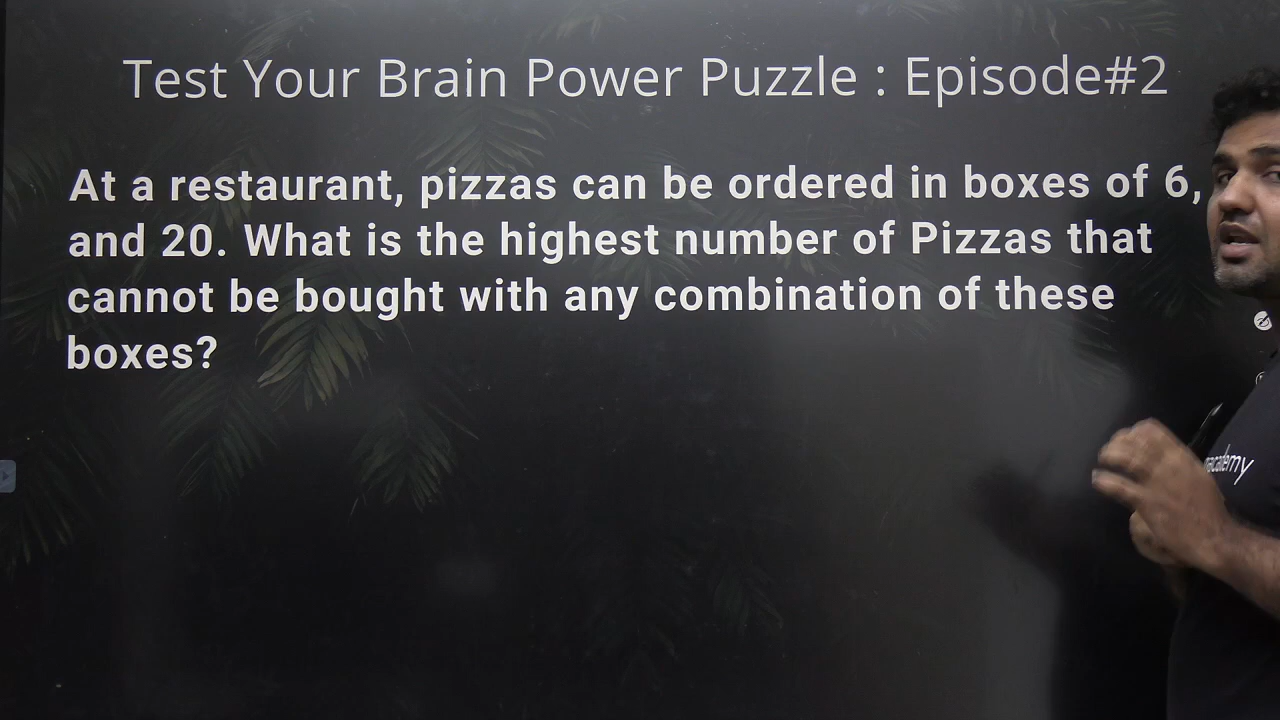 Test Your Brain Power Puzzle : Episode#2
At a restaurant, pizzas can be ordered in boxes of 6,
and 20. What is the highest number of Pizzas that
cannot be bought with any combination of these
boxes?